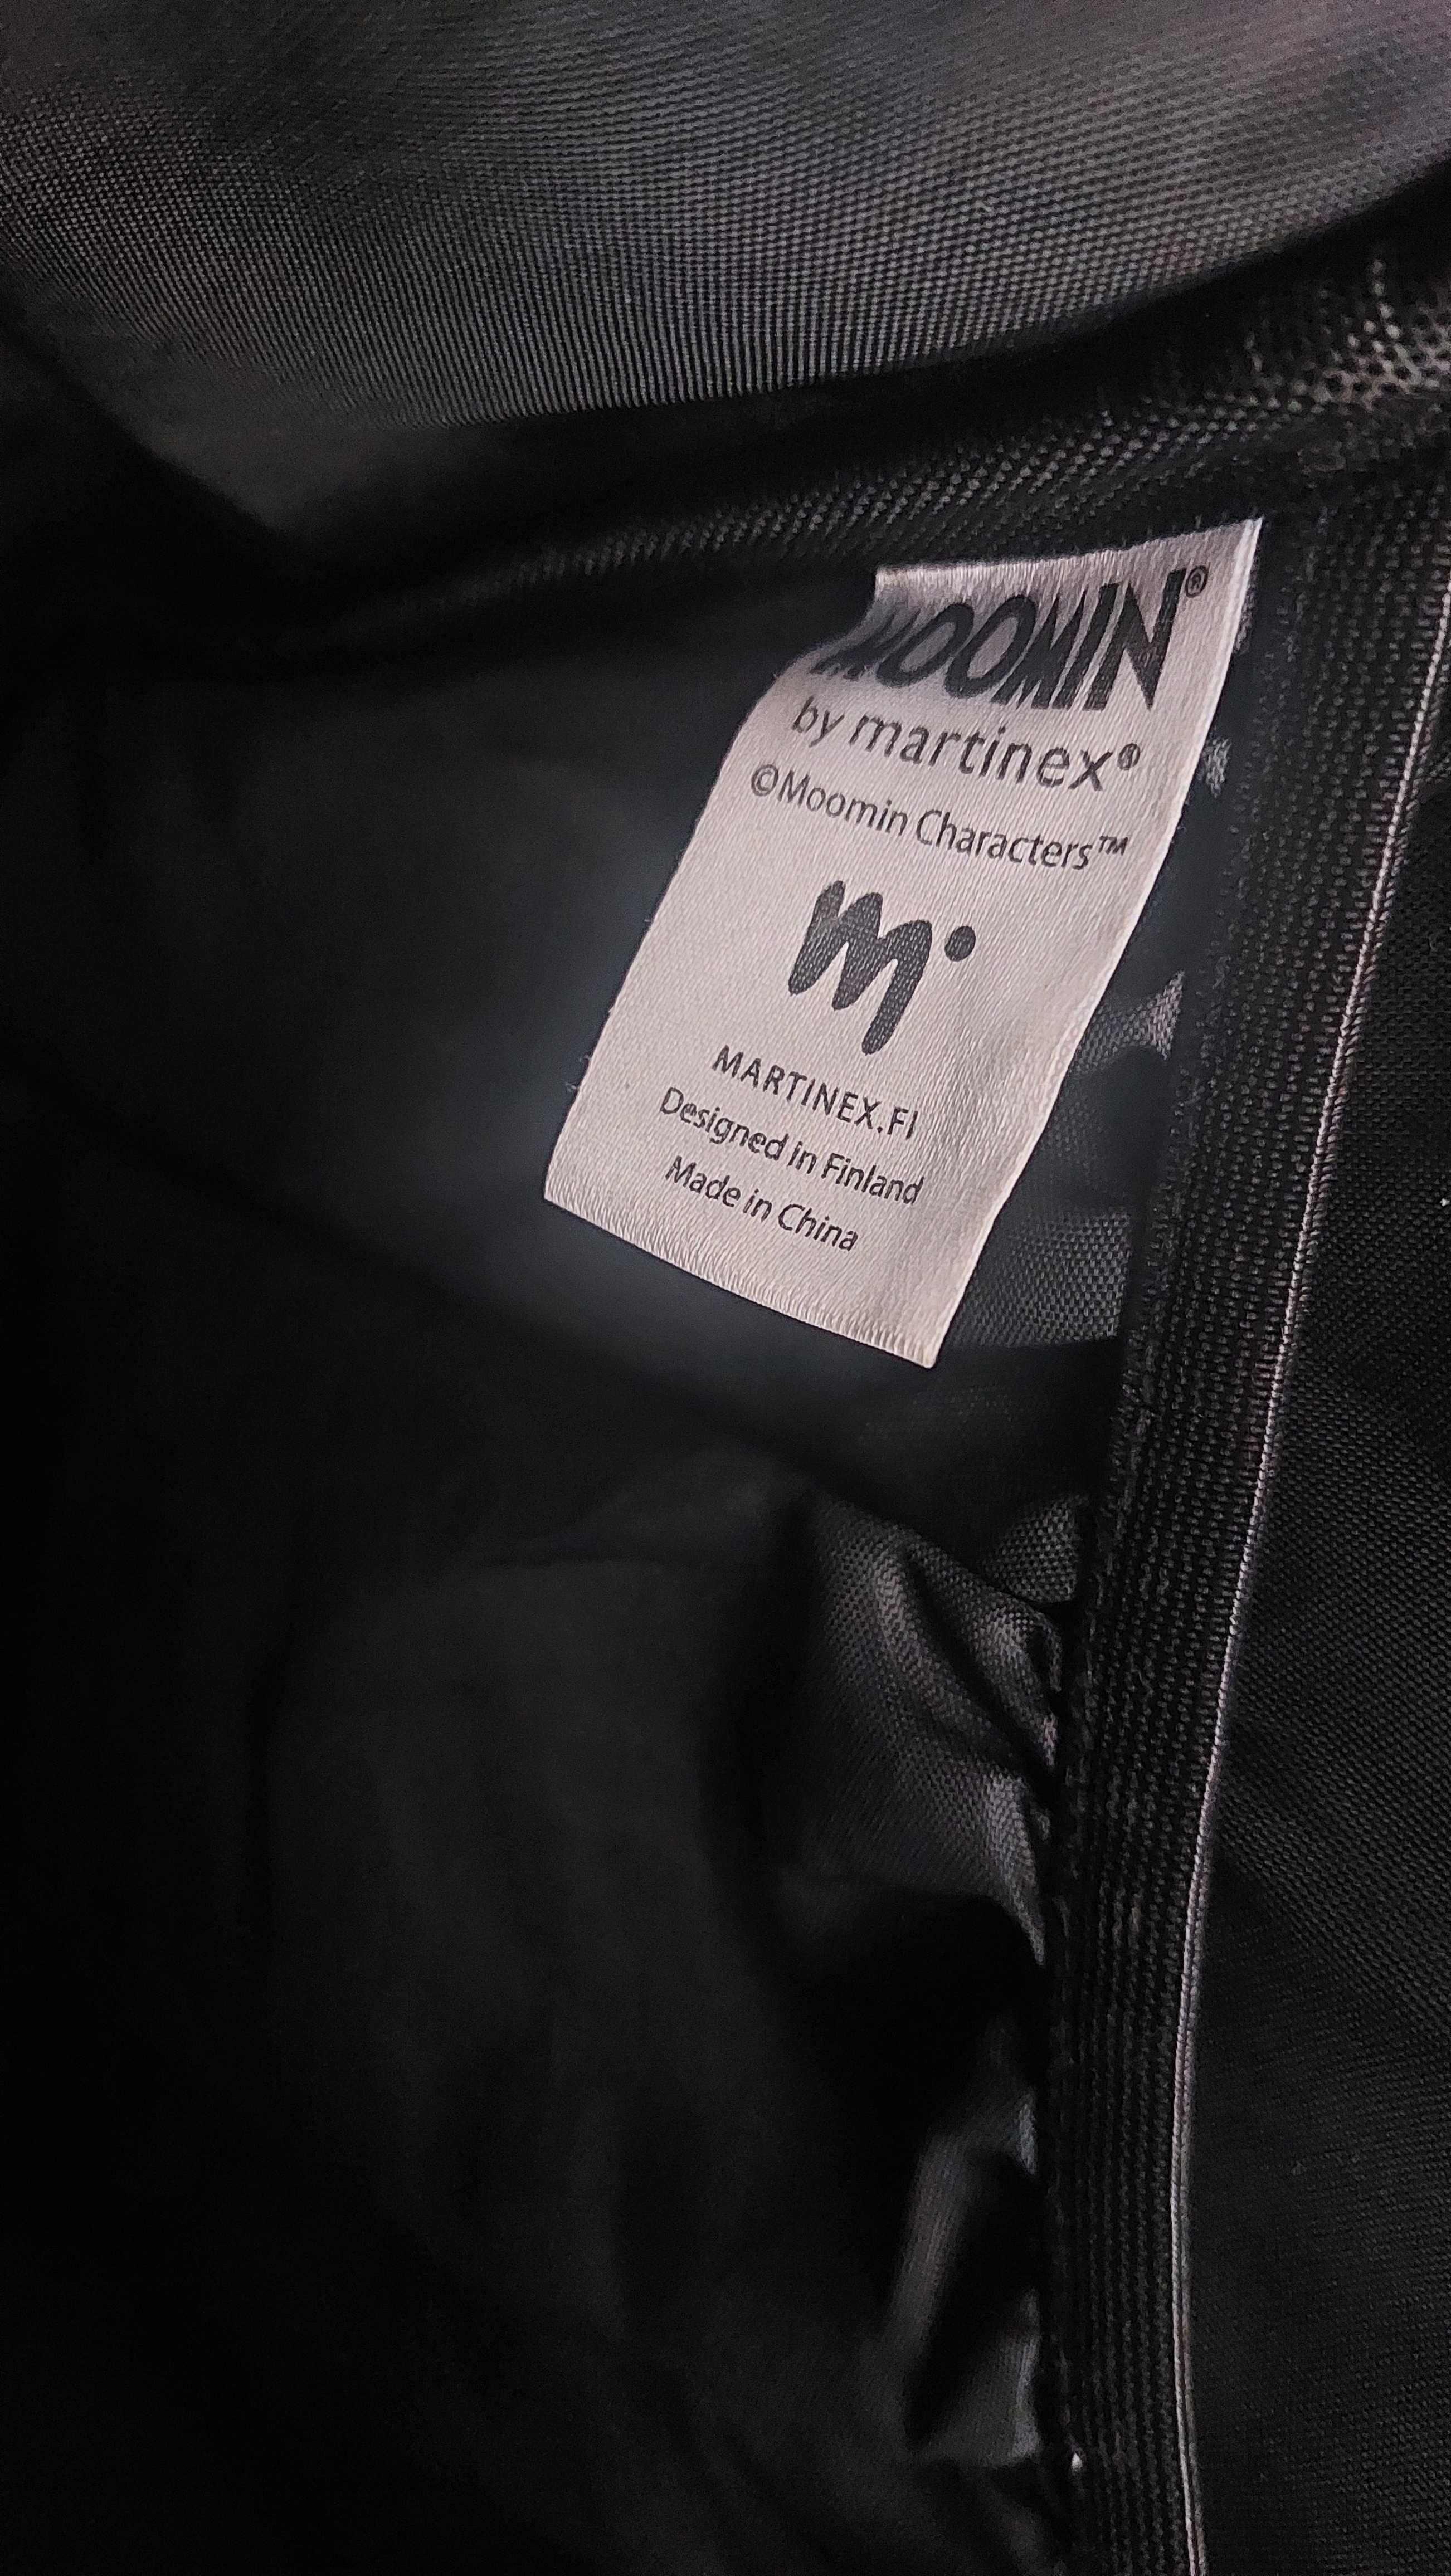 MOOMIN®
by martinex®
©Moomin Characters™
m
MARTINEX.FI
Designed in Finland
Made in China